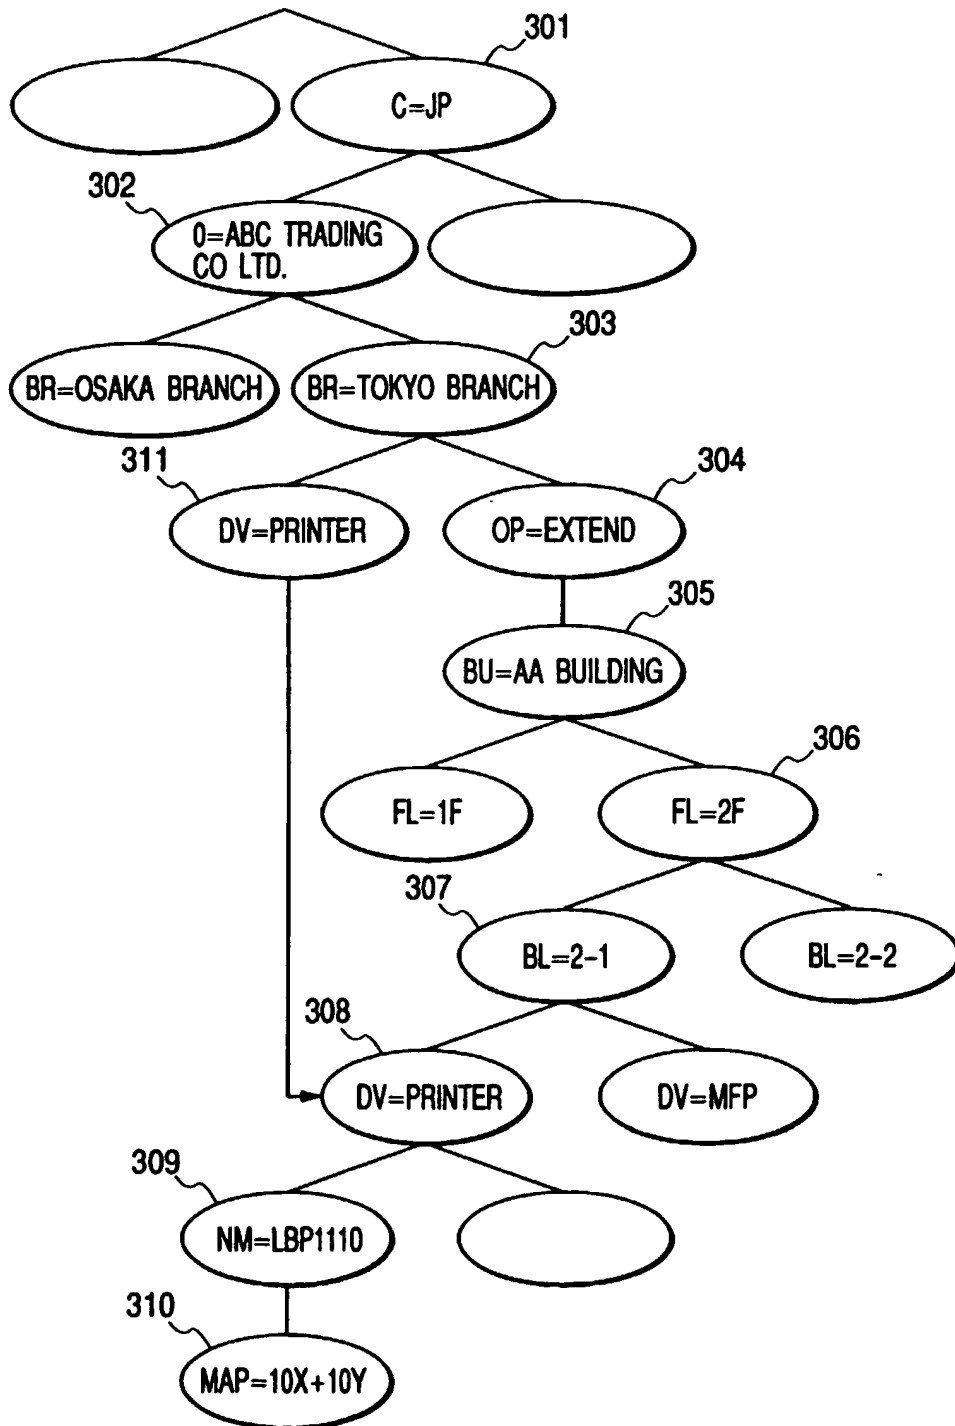 301
C=JP
302
0=ABC TRADING
CO LTD.
303
BR=OSAKA BRANCH
BR=TOKYO BRANCH
311
304
DV=PRINTER
OP=EXTEND
305
BU=AA BUILDING
306
FL=1F
FL=2F
307
BL=2-1
BL=2-2
308
DV=PRINTER
DV=MFP
309
NM=LBP1110
310
MAP=10X+10Y